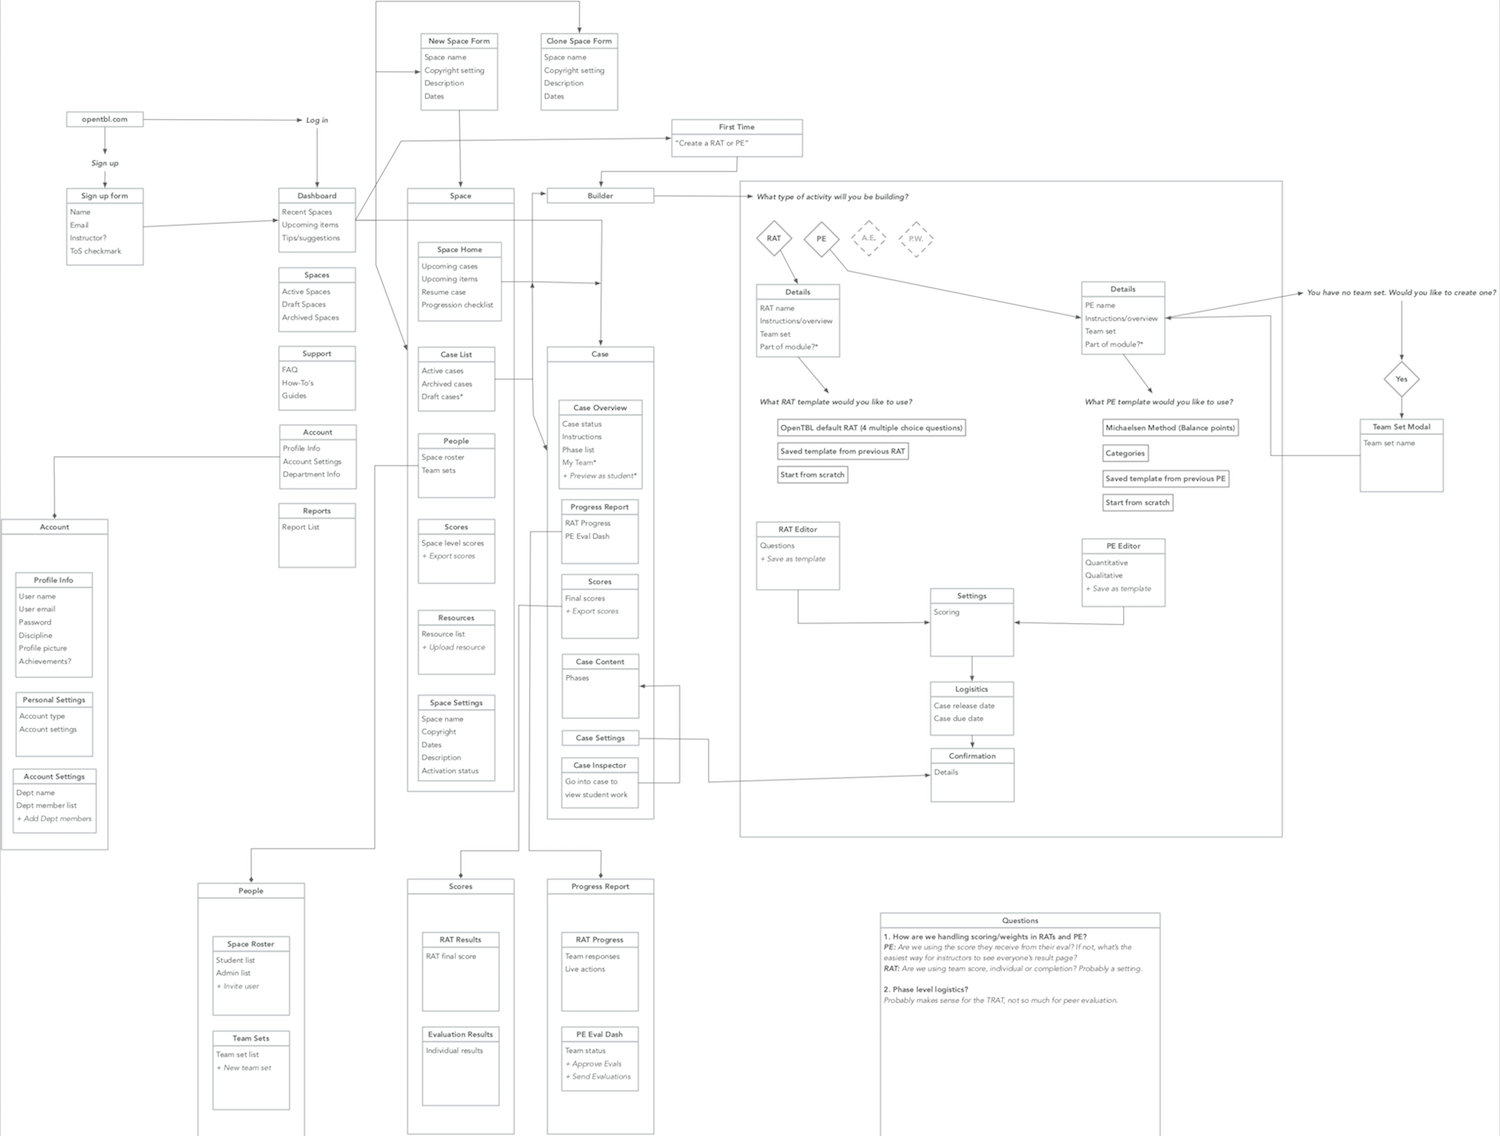 New Space Form
Space name
Copyright setting
Description
Dates
Clone Space Form
Space name
Copyright setting
Description
Dates
opentbl.com
Log in
Sign up
Sign up form
Name
Email
Instructor?
ToS checkmark
Dashboard
Recent Spaces
Upcoming items
Tips/suggestions
Spaces
Active Spaces
Draft Spaces
Archived Spaces
Support
FAQ
How-To's
Guides
Account
Profile Info
Account Settings
Department Info
Reports
Report List
Account
Profile Info
User name
User email
Password
Discipline
Profile picture
Achievements?
Personal Settings
Account type
Account settings
Account Settings
Dept name
Dept member list
+ Add Dept members
Space
Space Home
Upcoming cases
Upcoming items
Resume case
Progression checklist
Case List
Active cases
Archived cases
Draft cases*
People
Space roster
Team sets
Scores
Space level scores
+ Export scores
Resources
Resource list
+ Upload resource
Space Settings
Space name
Copyright
Dates
Description
Activation status
First Time
"Create a RAT or PE"
Builder
Case
Case Overview
Case status
Instructions
Phase list
My Team*
+ Preview as student*
Progress Report
RAT Progress
PE Eval Dash
Scores
Final scores
+ Export scores
Case Content
Phases
Case Settings
Case Inspector
Go into case to
view student work
What type of activity will you be building?
RAT
PE
A.E.
P.W.
Details
RAT name
Instructions/overview
Team set
Part of module?*
What RAT template would you like to use?
OpenTBL default RAT (4 multiple choice questions)
Saved template from previous RAT
Start from scratch
RAT Editor
Questions
+ Save as template
Details
PE name
Instructions/overview
Team set
Part of module?*
What PE template would you like to use?
Michaelsen Method (Balance points)
Categories
Saved template from previous PE
Start from scratch
PE Editor
Quantitative
Qualitative
+ Save as template
Settings
Scoring
Logisitics
Case release date
Case due date
Confirmation
Details
You have no team set. Would you like to create one?
Yes
Team Set Modal
Team set name
People
Space Roster
Student list
Admin list
+ Invite user
Team Sets
Team set list
+ New team set
Scores
RAT Results
RAT final score
Evaluation Results
Individual results
Progress Report
RAT Progress
Team responses
Live actions
PE Eval Dash
Team status
+ Approve Evals
+ Send Evaluations
Questions
1. How are we handling scoring/weights in RATs and PE?
PE: Are we using the score they receive from their eval? If not, what's the
easiest way for instructors to see everyone's result page?
RAT: Are we using team score, individual or completion? Probably a setting.
2. Phase level logistics?
Probably makes sense for the TRAT, not so much for peer evaluation.